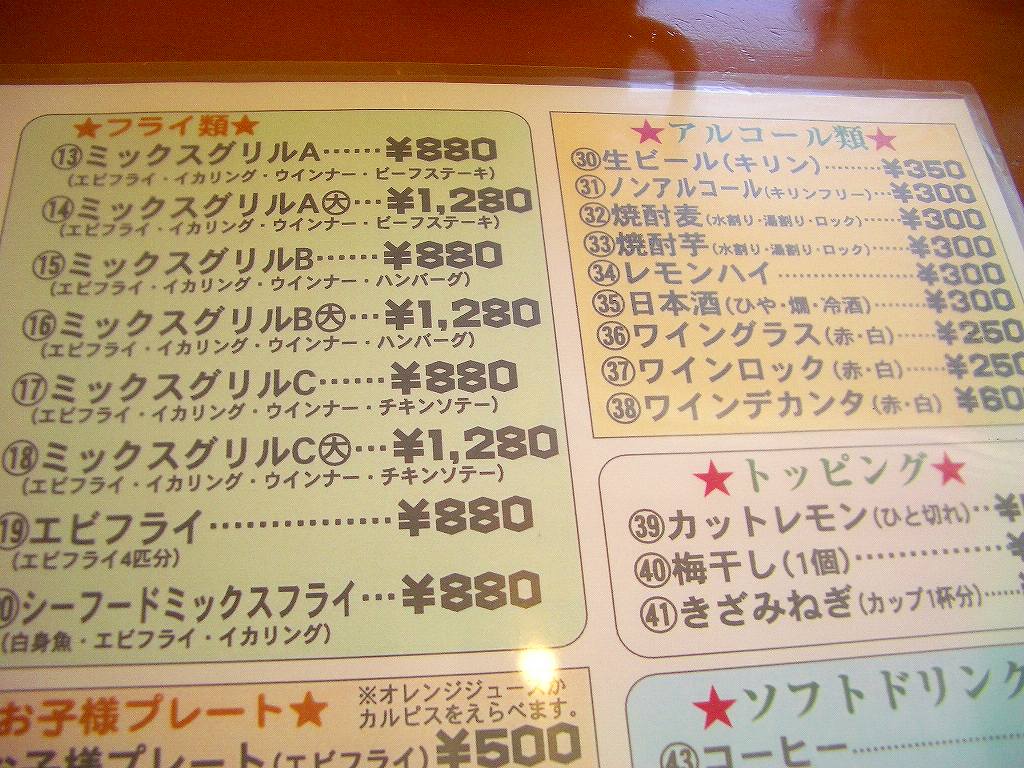 ★フライ類★
⑬ミックスグリルA……¥880
(エビフライ・イカリング・ウインナー・ビーフステーキ)
⑭ミックスグリルA㊅…¥1,280
(エビフライ・イカリング・ウインナー・ビーフステーキ)
⑮ミックスグリルB……¥880
(エビフライ・イカリング・ウインナー・ハンバーグ)
⑯ミックスグリルB大…¥1,280
(エビフライ・イカリング・ウインナー・ハンバーグ)
⑰ミックスグリルC……¥880
(エビフライ・イカリング・ウインナー・チキンソテー)
⑱ミックスグリルC大…¥1,280
(エビフライ・イカリング・ウインナー・チキンソテー)
⑲エビフライ………………¥880
(エビフライ4匹分)
シーフードミックスフライ…¥880
(白身魚・エビフライ・イカリング)
お子様プレート★
※オレンジジュースか
カルピスをえらべます。
お子様プレート(エビフライ)¥500
★アルコール類★
㉚生ビール(キリン)………¥350
㉛ノンアルコール(キリンフリー)…¥300
㉜焼酎麦(水割り・湯割り・ロック)……¥300
㉝焼酎芋(水割り・湯割り・ロック)……¥300
㉞レモンハイ………………¥300
㉟日本酒(ひや・燗・冷酒)……¥300
㊱ワイングラス(赤・白)……¥250
㊲ワインロック(赤・白)……¥250
㊳ワインデカンタ(赤・白) ¥60
★トッピング★
㊴カットレモン(ひと切れ)…¥
㊵梅干し(1個)……………¥
㊶きざみねぎ(カップ1杯分)……¥
★ソフトドリンク
㊸コーヒー………………